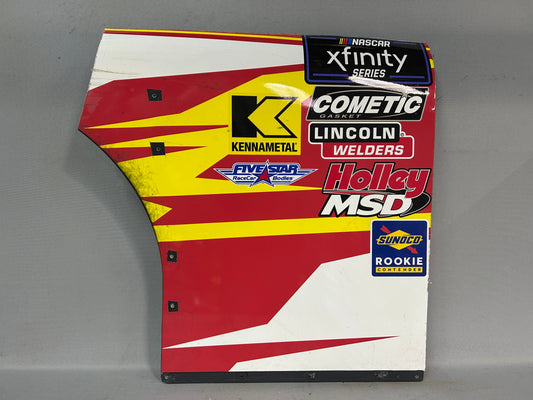 NASCAR
xfinity
SERIES
COMETIC
GASKET
KENNAMETAL
LINCOLN
WELDERS
FIVE STAR
RaceCar Bodies
Holley
MSD
SUNOCO
ROOKIE
CONTENDER